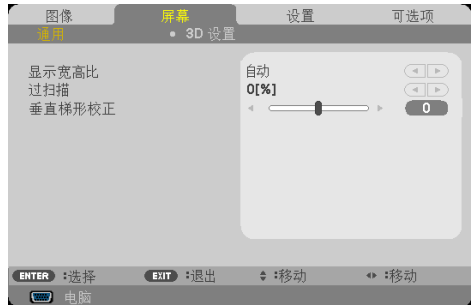 图像 屏幕 设置 可选项
通用 • 3D 设置
显示宽高比 自动
过扫描 0[%]
垂直梯形校正 0
ENTER :选择 EXIT :退出 :移动 :移动
电脑